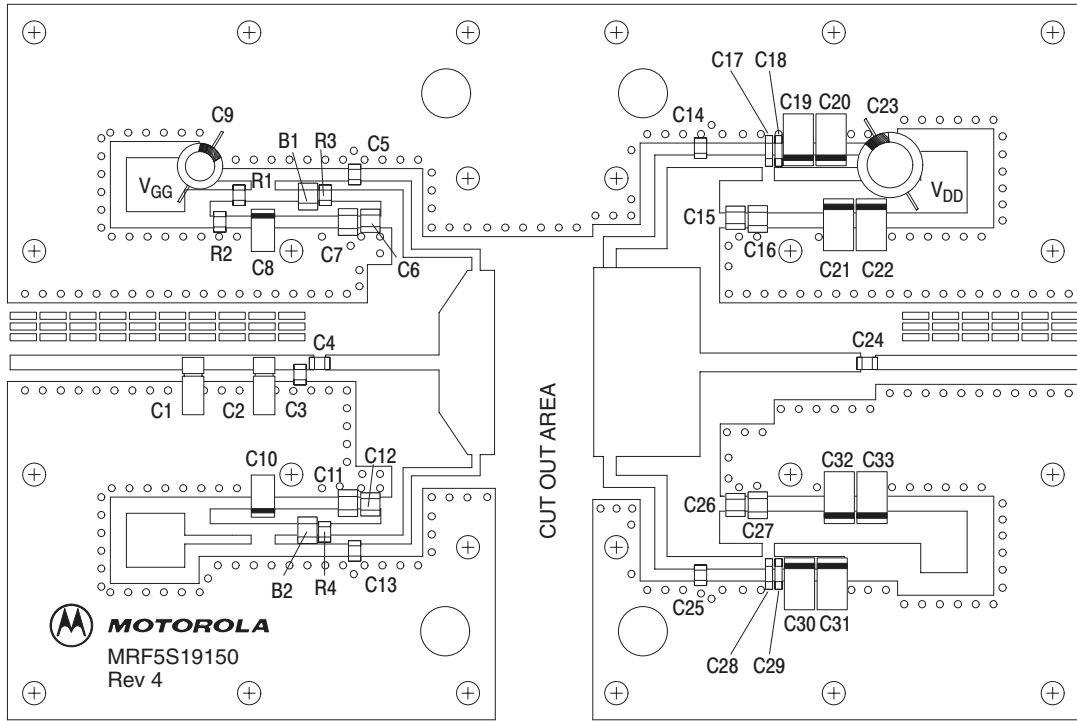 C17 C18
C19 C20
C23
C9
C14
B1 R3 C5
R1
VGG
VDD
C15
C16
R2 C8 C7 C6
C21 C22
C4
C24
C1 C2 C3
CUT OUT AREA
C10 C11 C12
C32 C33
C26
C27
B2 R4 C13
C25
C30 C31
C28 C29
MOTOROLA
MRF5S19150
Rev 4